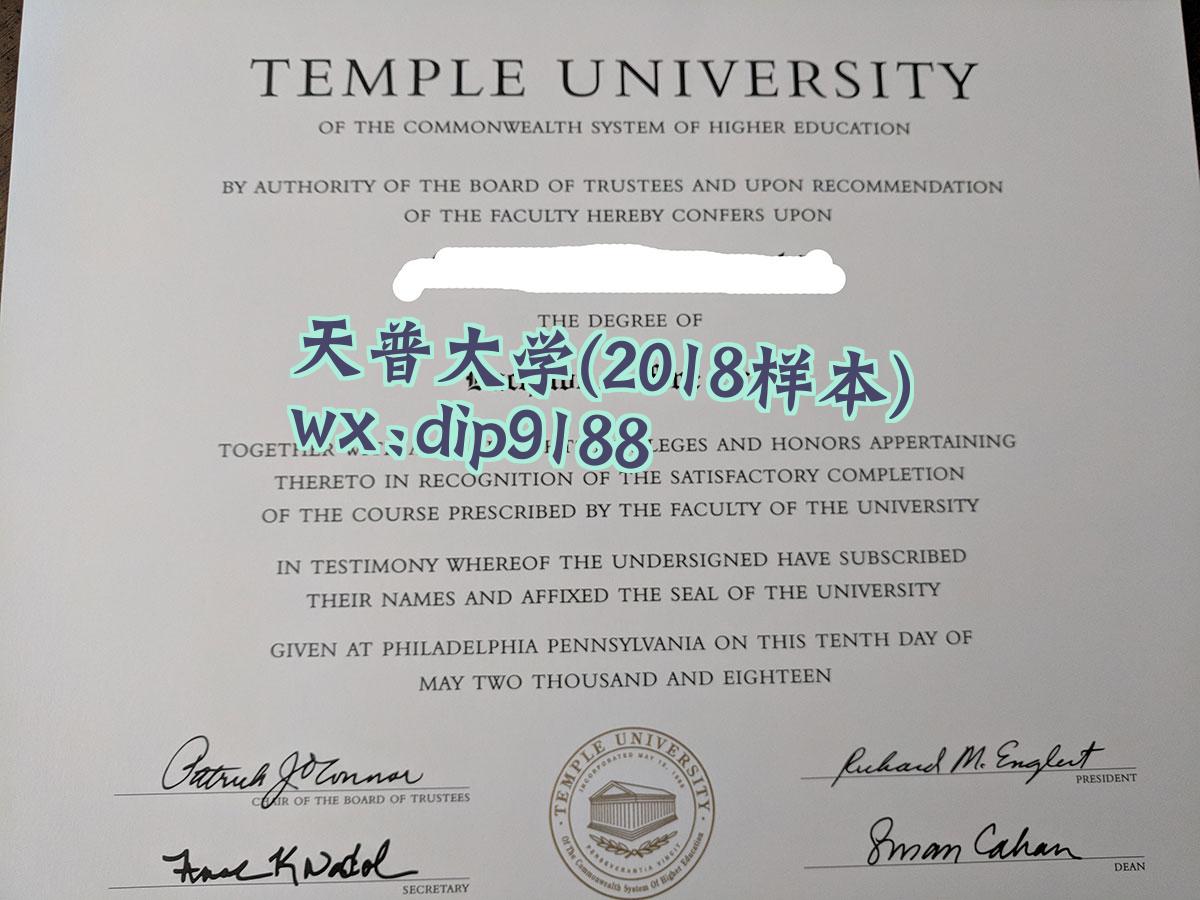 TEMPLE UNIVERSITY
OF THE COMMONWEALTH SYSTEM OF HIGHER EDUCATION
BY AUTHORITY OF THE BOARD OF TRUSTEES AND UPON RECOMMENDATION
OF THE FACULTY HEREBY CONFERS UPON
THE DEGREE OF
天普大学(2018样本)
wx:dip9188
TOGETHER AND HONORS APPERTAINING
THERETO IN RECOGNITION OF THE SATISFACTORY COMPLETION
OF THE COURSE PRESCRIBED BY THE FACULTY OF THE UNIVERSITY
IN TESTIMONY WHEREOF THE UNDERSIGNED HAVE SUBSCRIBED
THEIR NAMES AND AFFIXED THE SEAL OF THE UNIVERSITY
GIVEN AT PHILADELPHIA PENNSYLVANIA ON THIS TENTH DAY OF
MAY TWO THOUSAND AND EIGHTEEN
Patrick J O'Connor
CHAIR OF THE BOARD OF TRUSTEES
Richard M. Englert
PRESIDENT
K Nadol
SECRETARY
Susan Cahan
DEAN
TEMPLE UNIVERSITY
INCORPORATED MAY 12, 1888
PERSEVERANTIA VINCIT
Of The Commonwealth System Of Higher Education